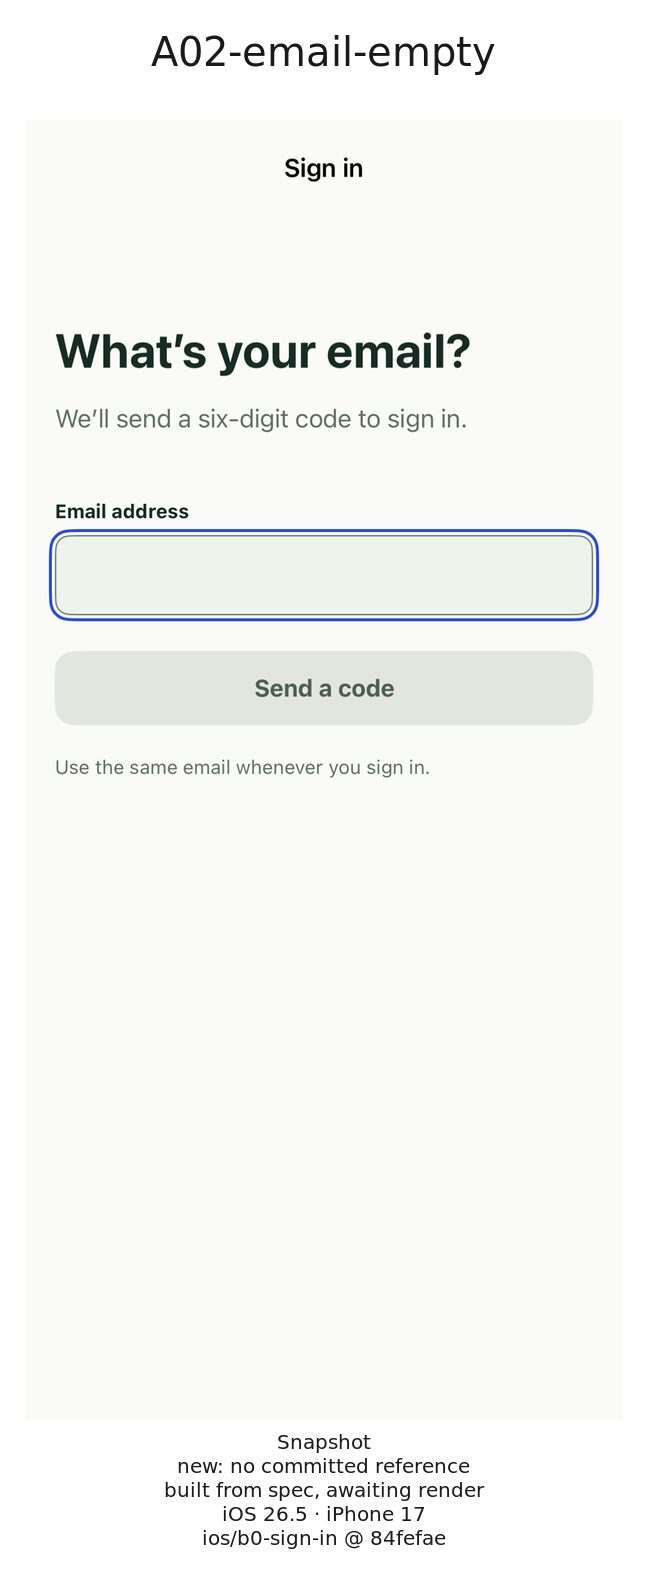 A02-email-empty
Sign in
What’s your email?
We’ll send a six-digit code to sign in.
Email address
Send a code
Use the same email whenever you sign in.
Snapshot
new: no committed reference
built from spec, awaiting render
iOS 26.5 · iPhone 17
ios/b0-sign-in @ 84fefae